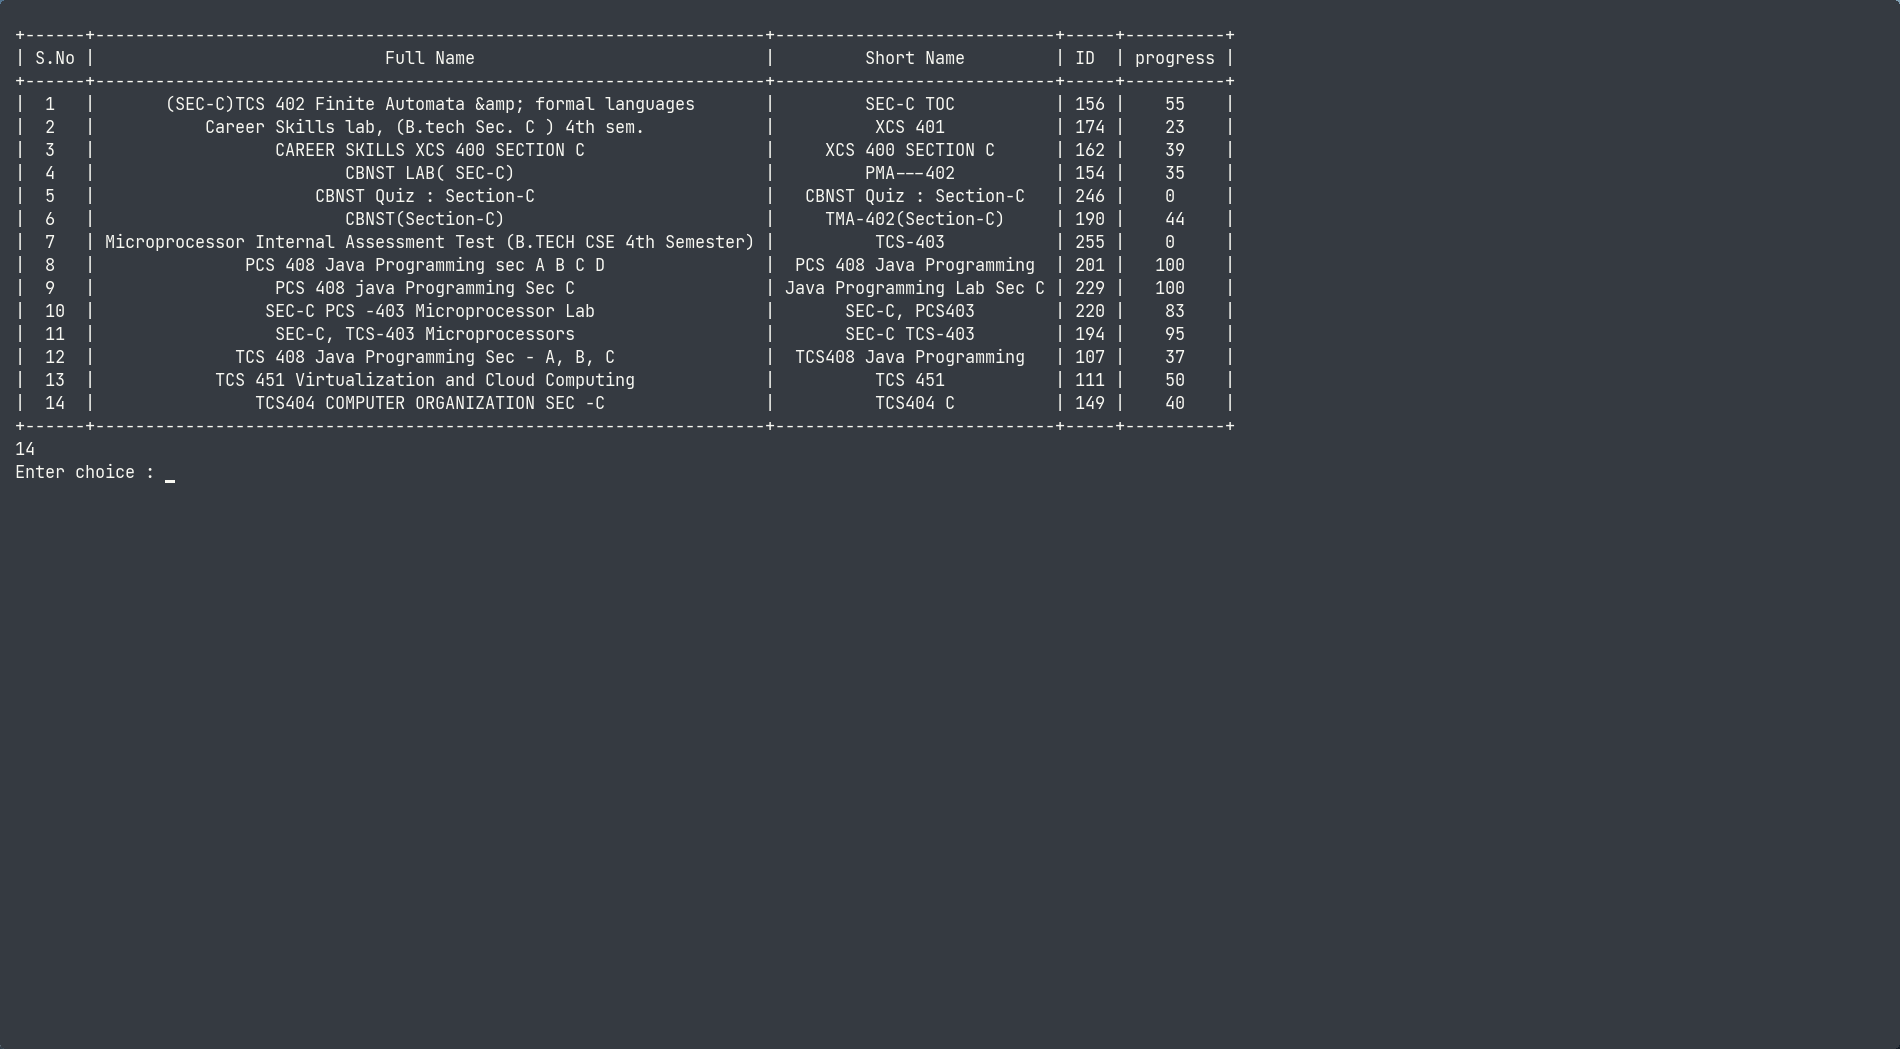 +------+-------------------------------------------------------------------+----------------------------+-----+----------+
| S.No |                             Full Name                             |         Short Name         | ID  | progress |
+------+-------------------------------------------------------------------+----------------------------+-----+----------+
|  1   |       (SEC-C)TCS 402 Finite Automata &amp; formal languages       |         SEC-C TOC          | 156 |    55    |
|  2   |           Career Skills lab, (B.tech Sec. C ) 4th sem.            |          XCS 401           | 174 |    23    |
|  3   |                  CAREER SKILLS XCS 400 SECTION C                  |     XCS 400 SECTION C      | 162 |    39    |
|  4   |                         CBNST LAB( SEC-C)                         |         PMA---402          | 154 |    35    |
|  5   |                      CBNST Quiz : Section-C                       |   CBNST Quiz : Section-C   | 246 |    0     |
|  6   |                         CBNST(Section-C)                          |     TMA-402(Section-C)     | 190 |    44    |
|  7   | Microprocessor Internal Assessment Test (B.TECH CSE 4th Semester) |          TCS-403           | 255 |    0     |
|  8   |               PCS 408 Java Programming sec A B C D                |  PCS 408 Java Programming  | 201 |   100    |
|  9   |                  PCS 408 java Programming Sec C                   | Java Programming Lab Sec C | 229 |   100    |
|  10  |                 SEC-C PCS -403 Microprocessor Lab                 |       SEC-C, PCS403        | 220 |    83    |
|  11  |                  SEC-C, TCS-403 Microprocessors                   |       SEC-C TCS-403        | 194 |    95    |
|  12  |              TCS 408 Java Programming Sec - A, B, C               |  TCS408 Java Programming   | 107 |    37    |
|  13  |            TCS 451 Virtualization and Cloud Computing             |          TCS 451           | 111 |    50    |
|  14  |                TCS404 COMPUTER ORGANIZATION SEC -C                |          TCS404 C          | 149 |    40    |
+------+-------------------------------------------------------------------+----------------------------+-----+----------+
14
Enter choice : _